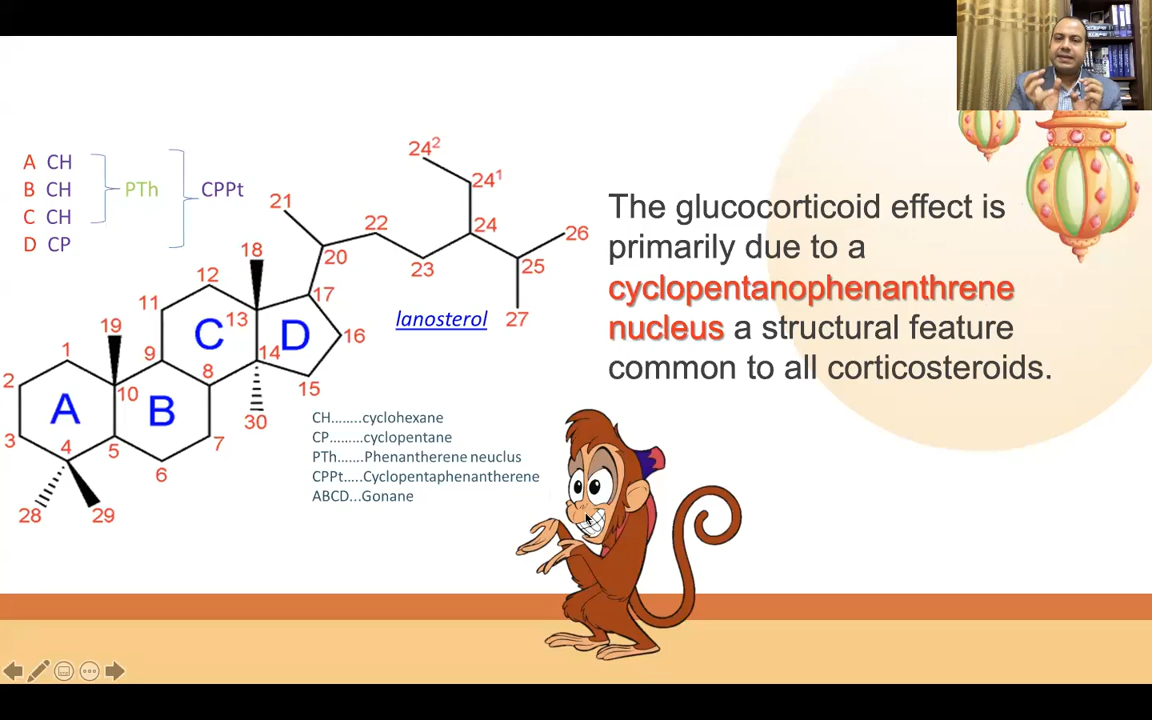 A CH
B CH
C CH
D CP
PTh
CPPt
The glucocorticoid effect is
primarily due to a
cyclopentanophenanthrene
nucleus a structural feature
common to all corticosteroids.
lanosterol
24²
24¹
21
22
24
26
18
20
23
25
12
17
27
11
13
C
D
16
19
9
14
1
8
15
2
10
A
B
30
3
4
5
7
6
28
29
CH........cyclohexane
CP.........cyclopentane
PTh.......Phenantherene neuclus
CPPt.....Cyclopentaphenantherene
ABCD...Gonane